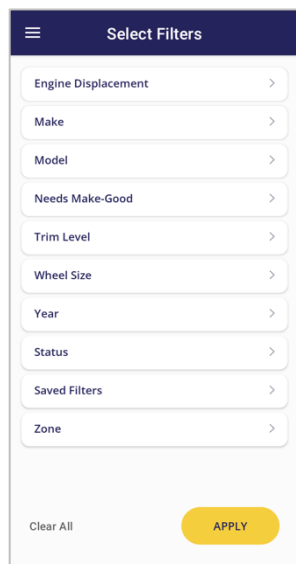 Select Filters
Engine Displacement
Make
Model
Needs Make-Good
Trim Level
Wheel Size
Year
Status
Saved Filters
Zone
Clear All
APPLY